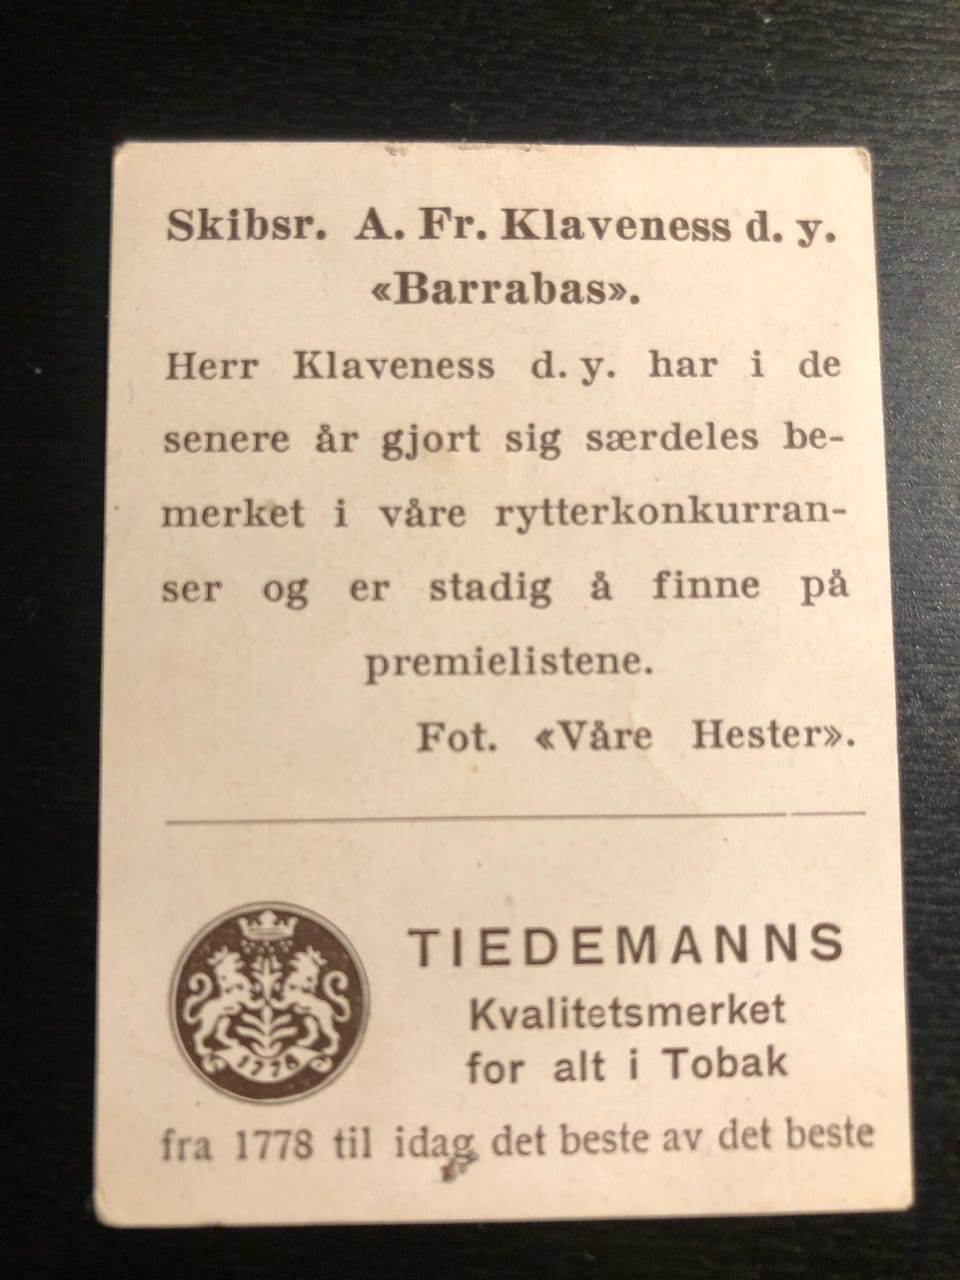 Skibsr. A. Fr. Klaveness d. y.
«Barrabas».
Herr Klaveness d. y. har i de
senere år gjort sig særdeles be-
merket i våre rytterkonkurran-
ser og er stadig å finne på
premielistene.
Fot. «Våre Hester».
1778
TIEDEMANNS
Kvalitetsmerket
for alt i Tobak
fra 1778 til idag det beste av det beste